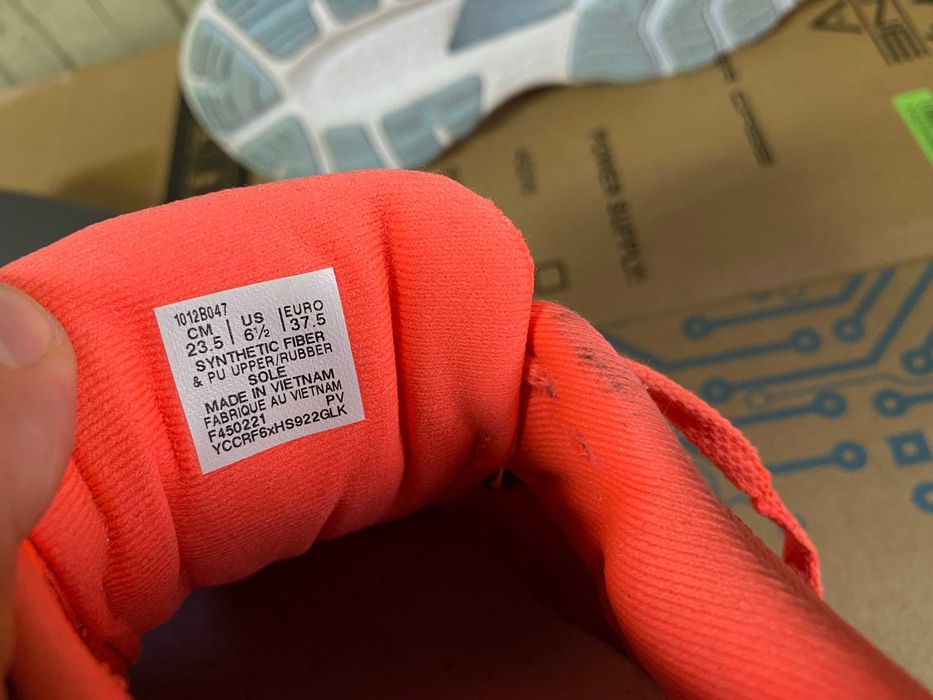 1012B047
CM | US | EURO
23.5 | 6½ | 37.5
SYNTHETIC FIBER
& PU UPPER/RUBBER
SOLE
MADE IN VIETNAM
FABRIQUE AU VIETNAM
F450221 PV
YCCRF6xHS922GLK
POWER SUPPLY